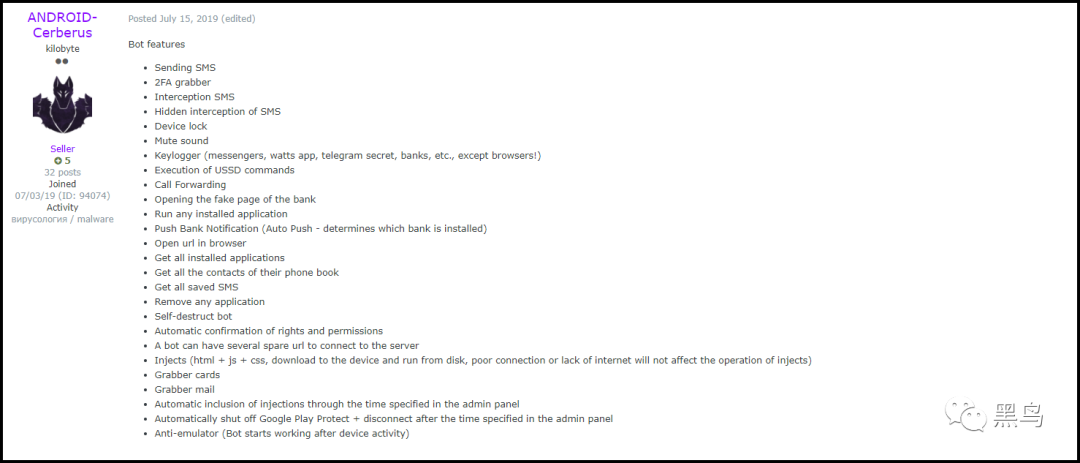 ANDROID-
Cerberus
kilobyte
Seller
5
32 posts
Joined
07/03/19 (ID: 94074)
Activity
вирусология / malware
Posted July 15, 2019 (edited)
Bot features
Sending SMS
2FA grabber
Interception SMS
Hidden interception of SMS
Device lock
Mute sound
Keylogger (messengers, watts app, telegram secret, banks, etc., except browsers!)
Execution of USSD commands
Call Forwarding
Opening the fake page of the bank
Run any installed application
Push Bank Notification (Auto Push - determines which bank is installed)
Open url in browser
Get all installed applications
Get all the contacts of their phone book
Get all saved SMS
Remove any application
Self-destruct bot
Automatic confirmation of rights and permissions
A bot can have several spare url to connect to the server
Injects (html + js + css, download to the device and run from disk, poor connection or lack of internet will not affect the operation of injects)
Grabber cards
Grabber mail
Automatic inclusion of injections through the time specified in the admin panel
Automatically shut off Google Play Protect + disconnect after the time specified in the admin panel
Anti-emulator (Bot starts working after device activity)
黑鸟